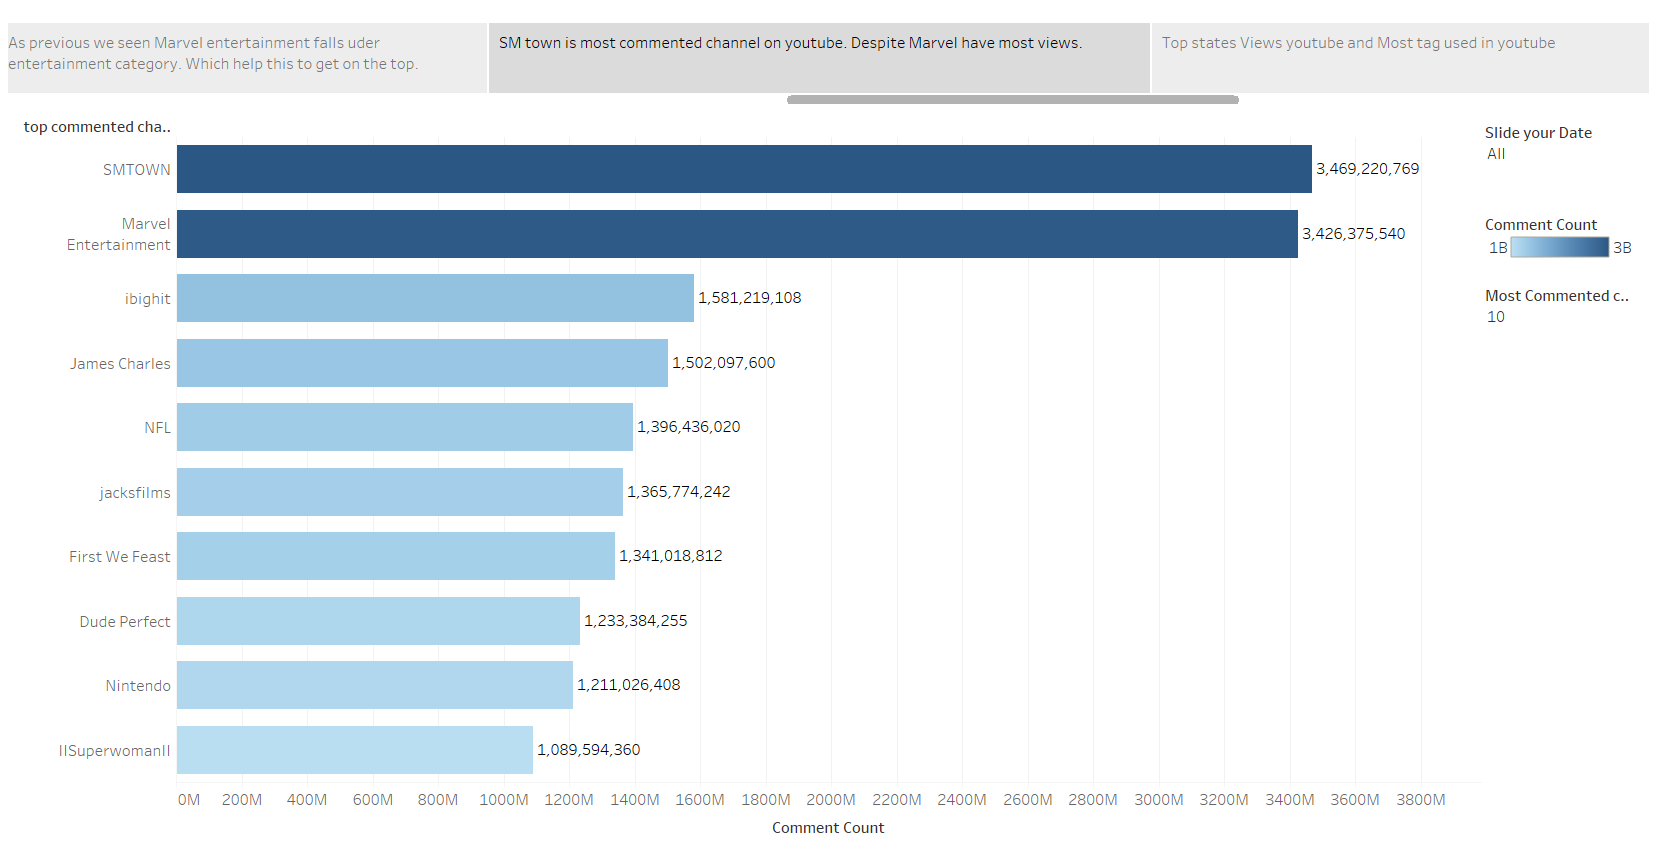 As previous we seen Marvel entertainment falls uder
entertainment category. Which help this to get on the top.
SM town is most commented channel on youtube. Despite Marvel have most views.
Top states Views youtube and Most tag used in youtube
top commented cha..
SMTOWN
3,469,220,769
Marvel
Entertainment
3,426,375,540
ibighit
1,581,219,108
James Charles
1,502,097,600
NFL
1,396,436,020
jacksfilms
1,365,774,242
First We Feast
1,341,018,812
Dude Perfect
1,233,384,255
Nintendo
1,211,026,408
IISuperwomanII
1,089,594,360
0M 200M 400M 600M 800M 1000M 1200M 1400M 1600M 1800M 2000M 2200M 2400M 2600M 2800M 3000M 3200M 3400M 3600M 3800M
Comment Count
Slide your Date
All
Comment Count
1B 3B
Most Commented c..
10